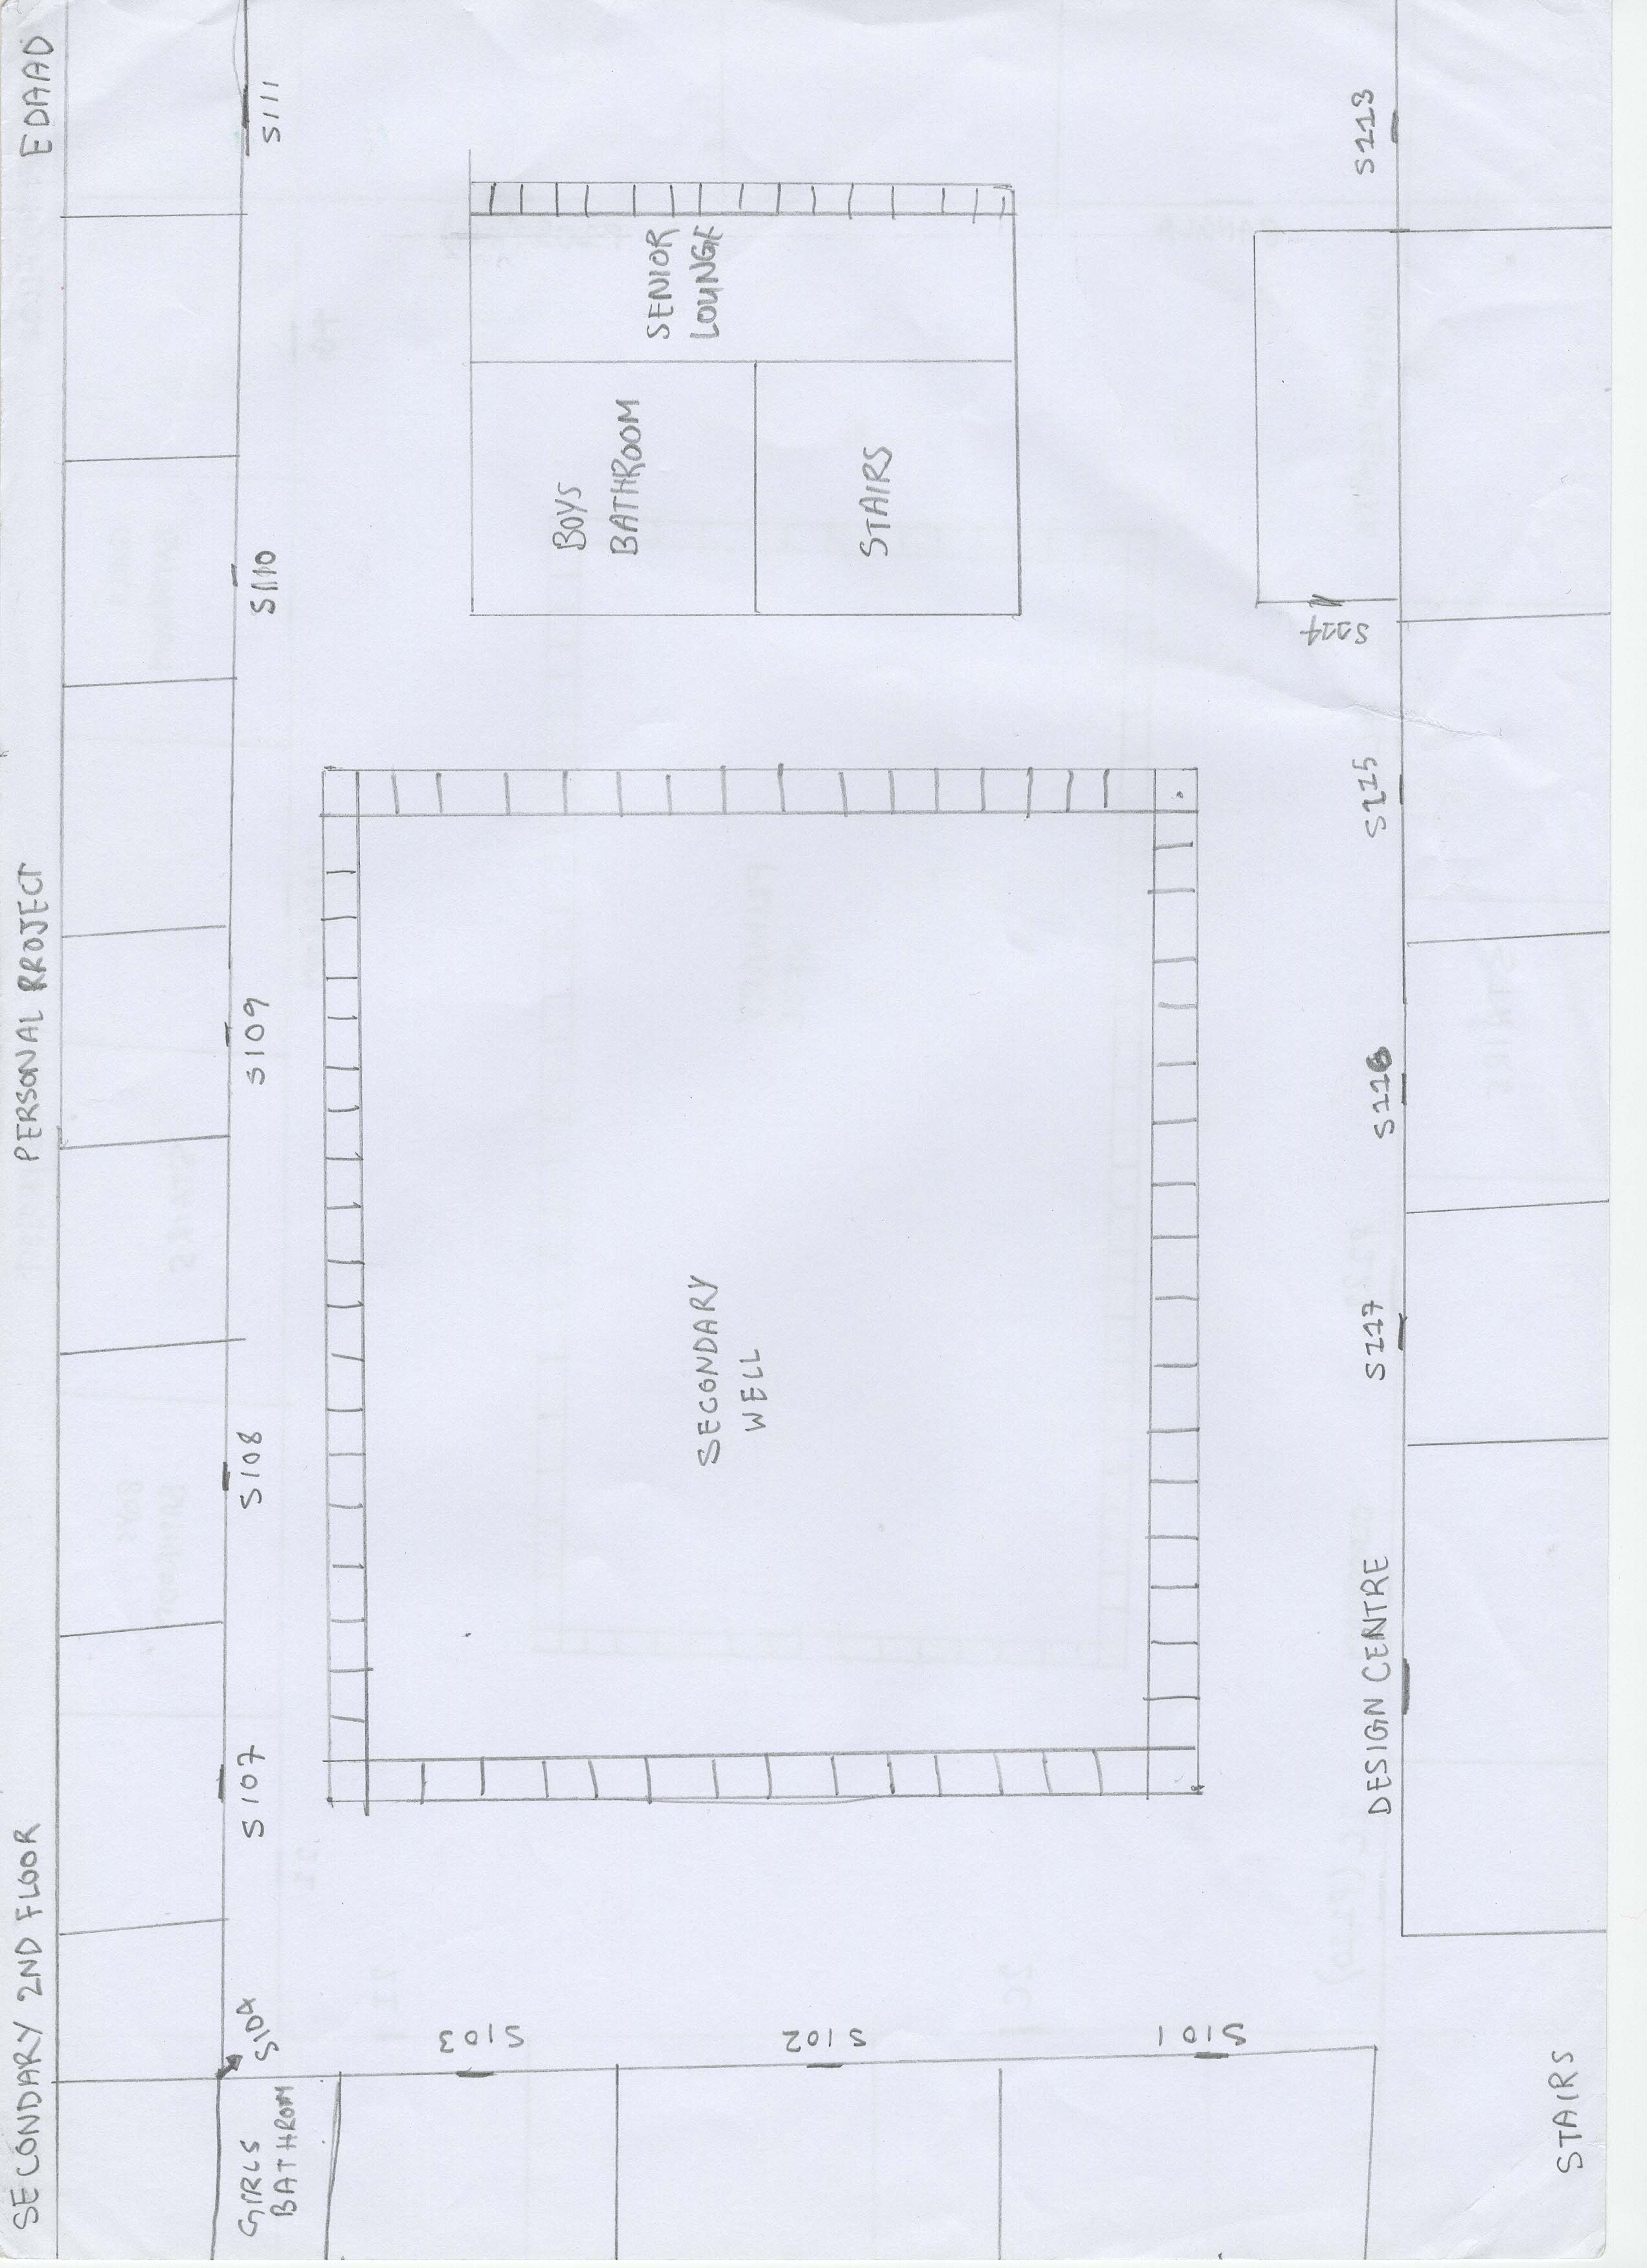 SECONDARY 2ND FLOOR
PERSONAL PROJECT
EDAAD
GIRLS
BATHROM
S104
S107
S108
S109
S110
S111
S103
S102
S101
SECONDARY
WELL
BOYS
BATHROOM
STAIRS
SENIOR
LOUNGE
DESIGN CENTRE
S117
S116
S115
S114
S113
STAIRS